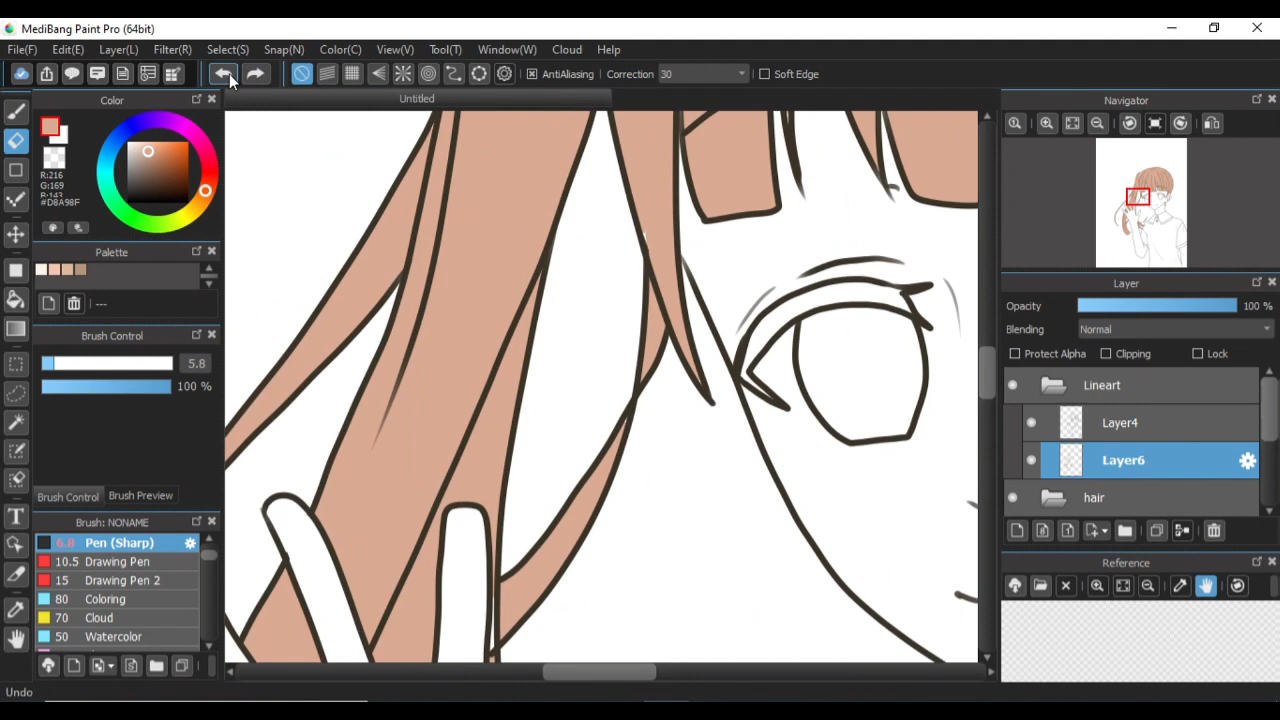 MediBang Paint Pro (64bit)
File(F) Edit(E) Layer(L) Filter(R) Select(S) Snap(N) Color(C) View(V) Tool(T) Window(W) Cloud Help
AntiAliasing Correction 30 Soft Edge
Color
Untitled
Navigator
R:216
G:169
B:143
#D8A98F
Palette
---
Brush Control
5.8
100 %
Brush Control Brush Preview
Brush: NONAME
6.8 Pen (Sharp)
10.5 Drawing Pen
15 Drawing Pen 2
80 Coloring
70 Cloud
50 Watercolor
Layer
Opacity 100 %
Blending Normal
Protect Alpha Clipping Lock
Lineart
Layer4
Layer6
hair
Reference
T
Undo